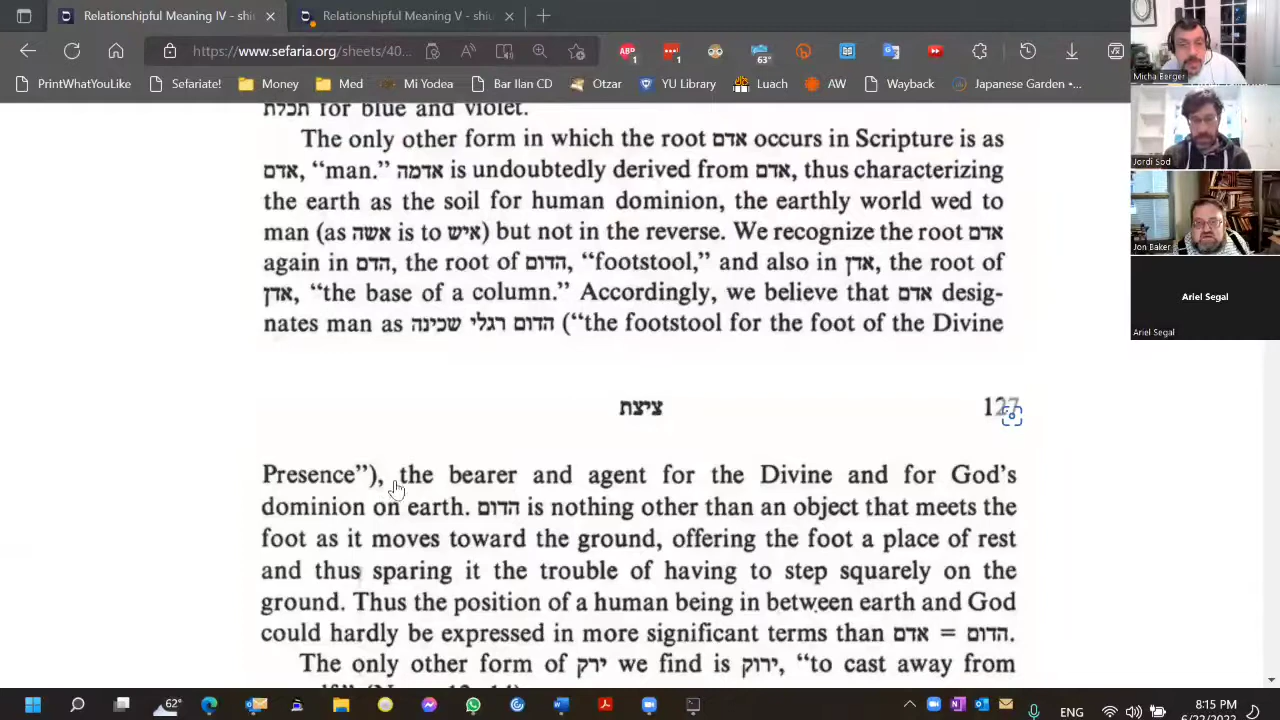 Relationshipful Meaning IV - shi
Relationshipful Meaning V - shi
https://www.sefaria.org/sheets/40...
ABP
1
1
63°
PrintWhatYouLike
Sefariate!
Money
Med
Mi Yo
Ilan CD
Otzar
YU Library
Luach
AW
Wayback
Japanese Garden -...
Micha Berger
Jordi Sod
Jon Baker
Ariel Segal
Ariel Segal
תכלת for blue and violet.
The only other form in which the root אדם occurs in Scripture is as
אדם, “man.” אדמה is undoubtedly derived from אדם, thus characterizing
the earth as the soil for human dominion, the earthly world wed to
man (as אשה is to איש) but not in the reverse. We recognize the root אדם
again in הדם, the root of הדום, “footstool,” and also in אדן, the root of
אדן, “the base of a column.” Accordingly, we believe that אדם desig-
nates man as הדום רגלי שכינה (“the footstool for the foot of the Divine
ציצת 127
Presence”), the bearer and agent for the Divine and for God's
dominion on earth. הדום is nothing other than an object that meets the
foot as it moves toward the ground, offering the foot a place of rest
and thus sparing it the trouble of having to step squarely on the
ground. Thus the position of a human being in between earth and God
could hardly be expressed in more significant terms than אדם = הדום.
The only other form of ירק we find is ירוק, “to cast away from
62°
ENG
8:15 PM
6/22/2022